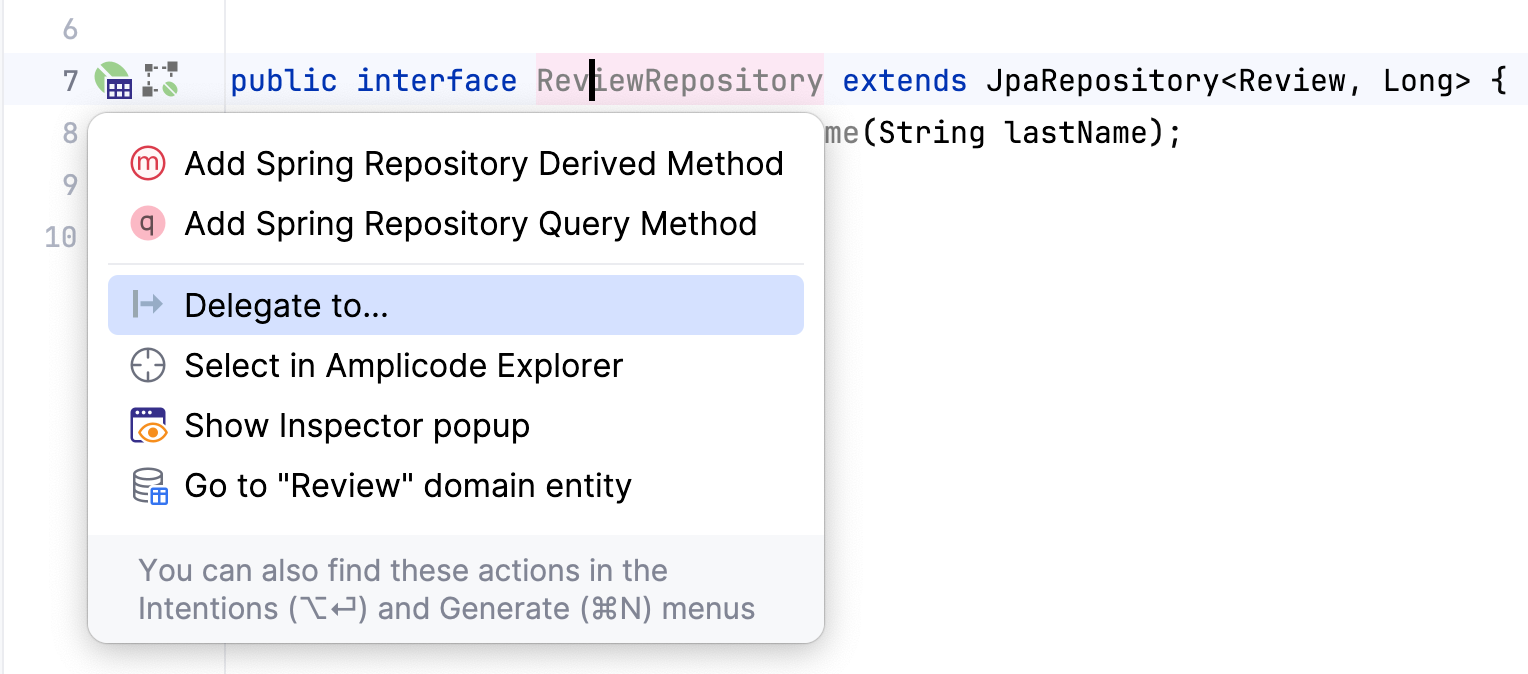 6
7 public interface ReviewRepository extends JpaRepository<Review, Long> {
8 me(String lastName);
m Add Spring Repository Derived Method
9
q Add Spring Repository Query Method
10
Delegate to...
Select in Amplicode Explorer
Show Inspector popup
Go to "Review" domain entity
You can also find these actions in the
Intentions (⌥↩) and Generate (⌘N) menus